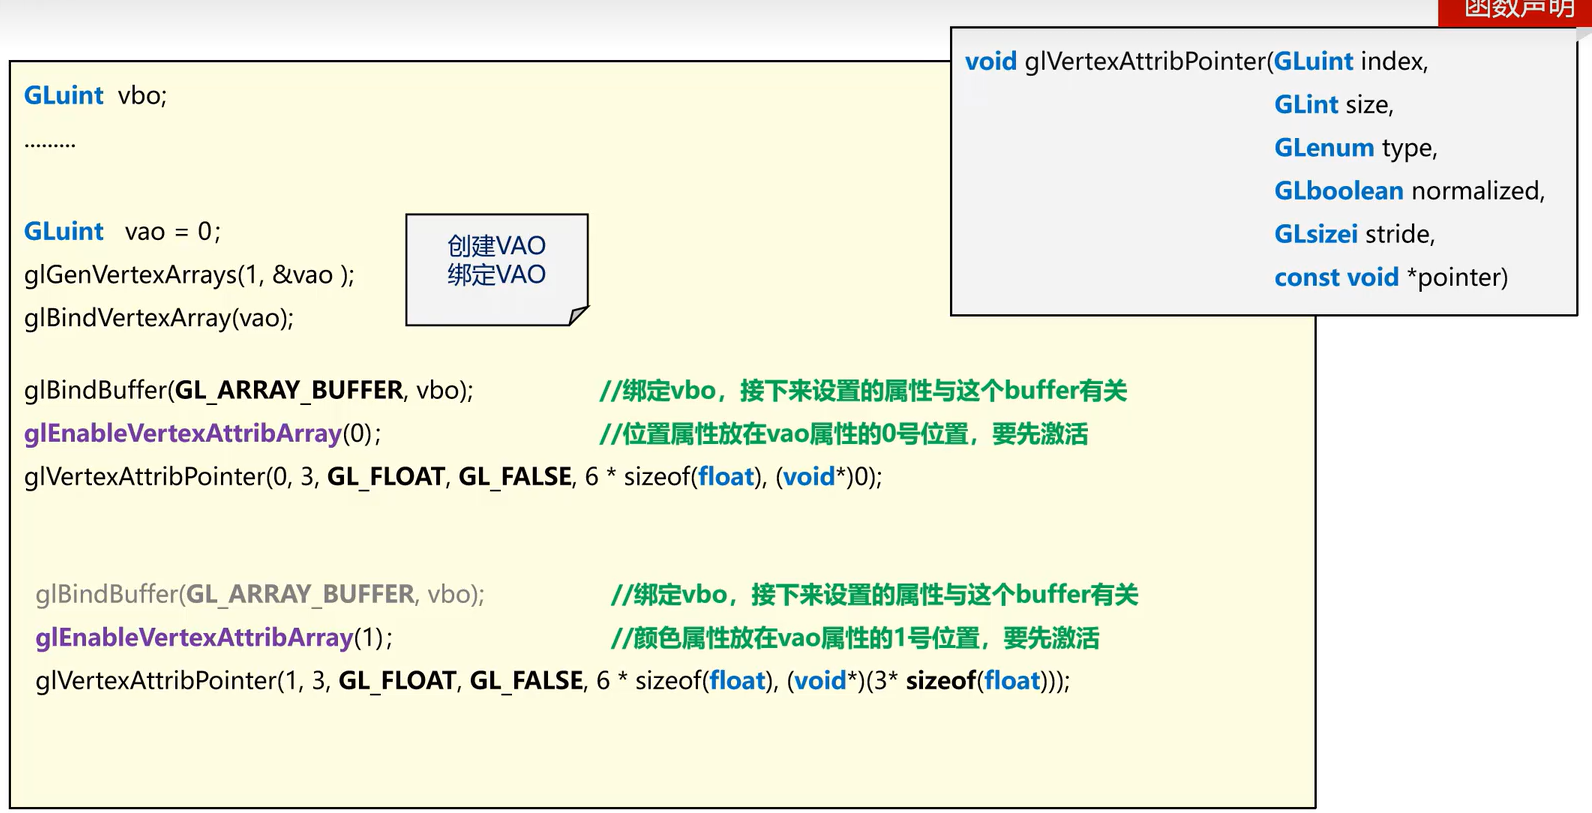 函数声明
void glVertexAttribPointer(GLuint index,
GLint size,
GLenum type,
GLboolean normalized,
GLsizei stride,
const void *pointer)
GLuint vbo;
.........
GLuint vao = 0;
glGenVertexArrays(1, &vao );
glBindVertexArray(vao);
创建VAO
绑定VAO
glBindBuffer(GL_ARRAY_BUFFER, vbo); //绑定vbo，接下来设置的属性与这个buffer有关
glEnableVertexAttribArray(0); //位置属性放在vao属性的0号位置，要先激活
glVertexAttribPointer(0, 3, GL_FLOAT, GL_FALSE, 6 * sizeof(float), (void*)0);
glBindBuffer(GL_ARRAY_BUFFER, vbo); //绑定vbo，接下来设置的属性与这个buffer有关
glEnableVertexAttribArray(1); //颜色属性放在vao属性的1号位置，要先激活
glVertexAttribPointer(1, 3, GL_FLOAT, GL_FALSE, 6 * sizeof(float), (void*)(3* sizeof(float)));